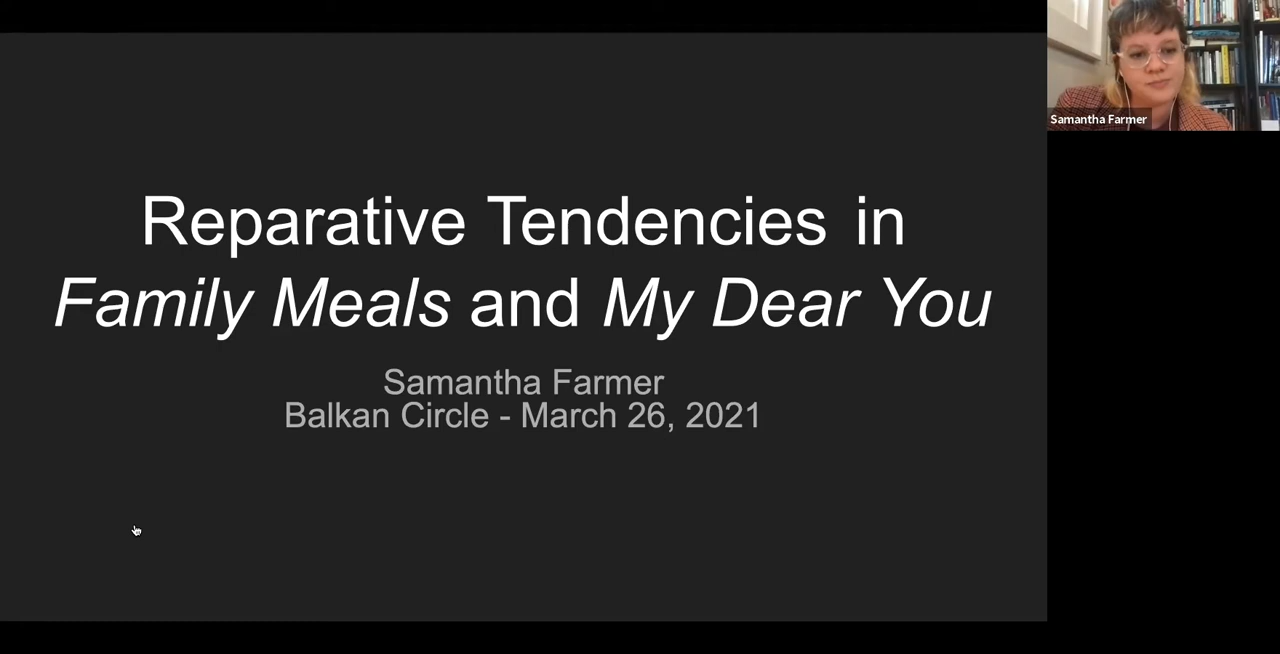 Reparative Tendencies in
Family Meals and My Dear You
Samantha Farmer
Balkan Circle - March 26, 2021
Samantha Farmer